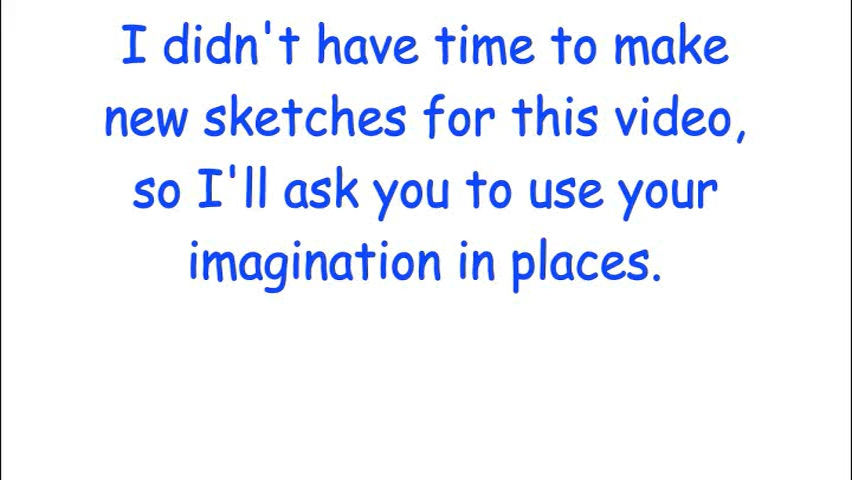 I didn't have time to make
new sketches for this video,
so I'll ask you to use your
imagination in places.